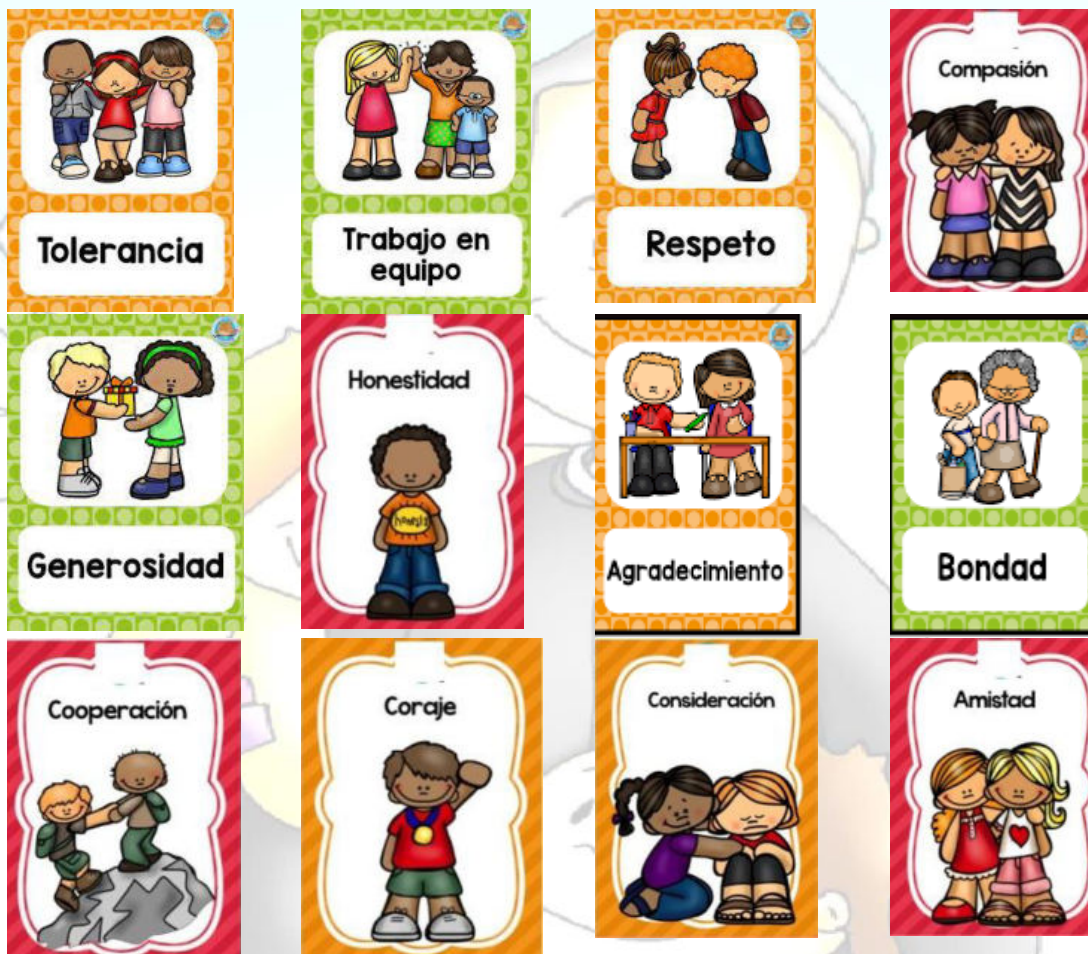 Tolerancia
Trabajo en
equipo
Respeto
Compasión
Generosidad
Honestidad
Agradecimiento
Bondad
Cooperación
Coraje
Consideración
Amistad